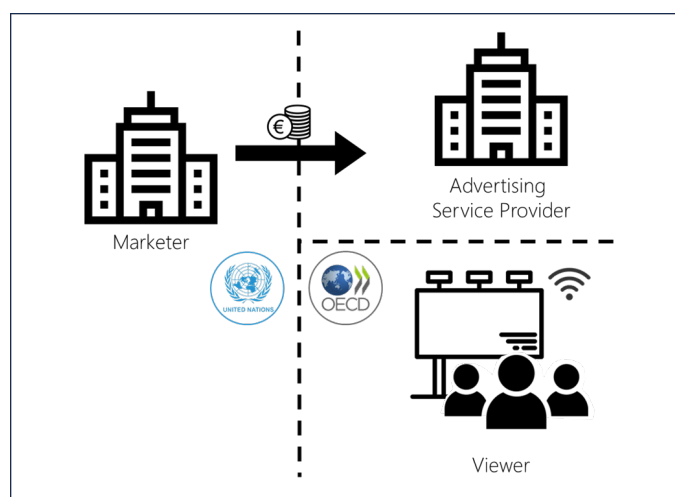 €
Advertising
Service Provider
Marketer
UNITED NATIONS
OECD
Viewer